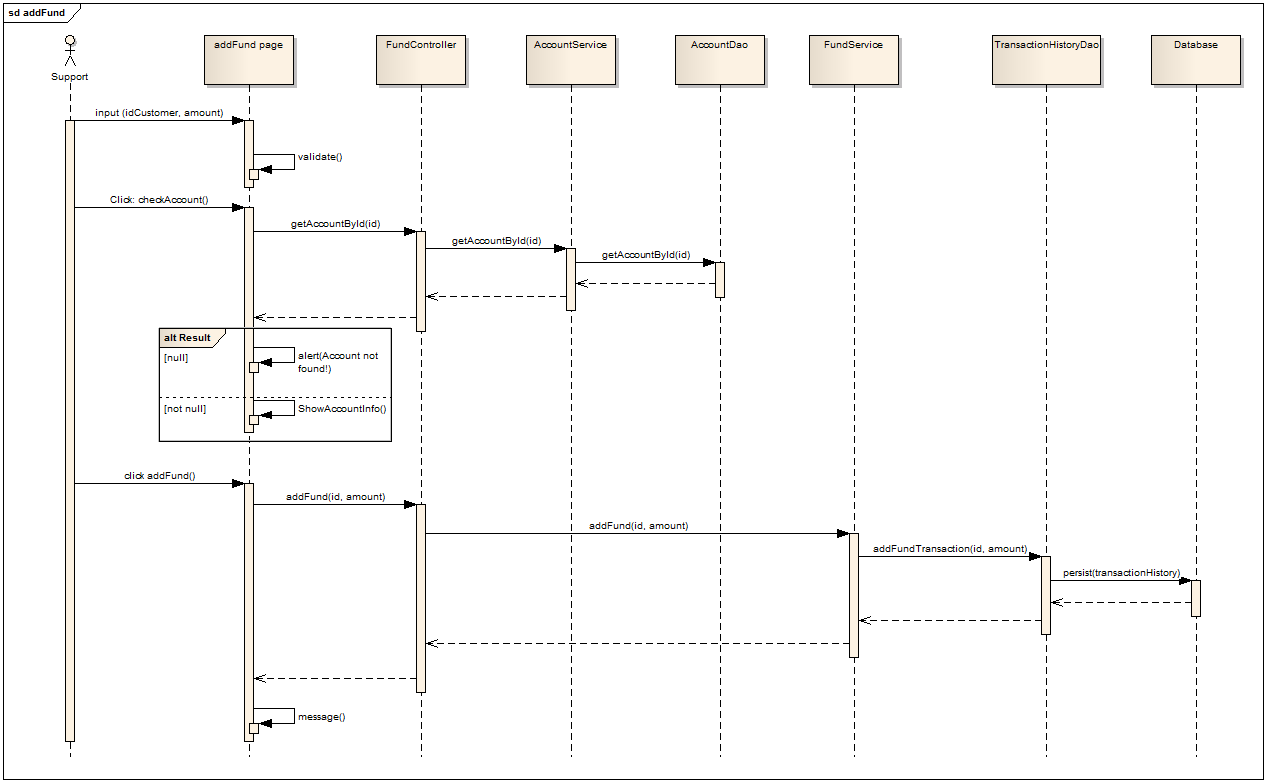 sd addFund
Support
addFund page
FundController
AccountService
AccountDao
FundService
TransactionHistoryDao
Database
input (idCustomer, amount)
validate()
Click: checkAccount()
getAccountById(id)
getAccountById(id)
getAccountById(id)
alt Result
[null]
alert(Account not
found!)
[not null]
ShowAccountInfo()
click addFund()
addFund(id, amount)
addFund(id, amount)
addFundTransaction(id, amount)
persist(transactionHistory)
message()